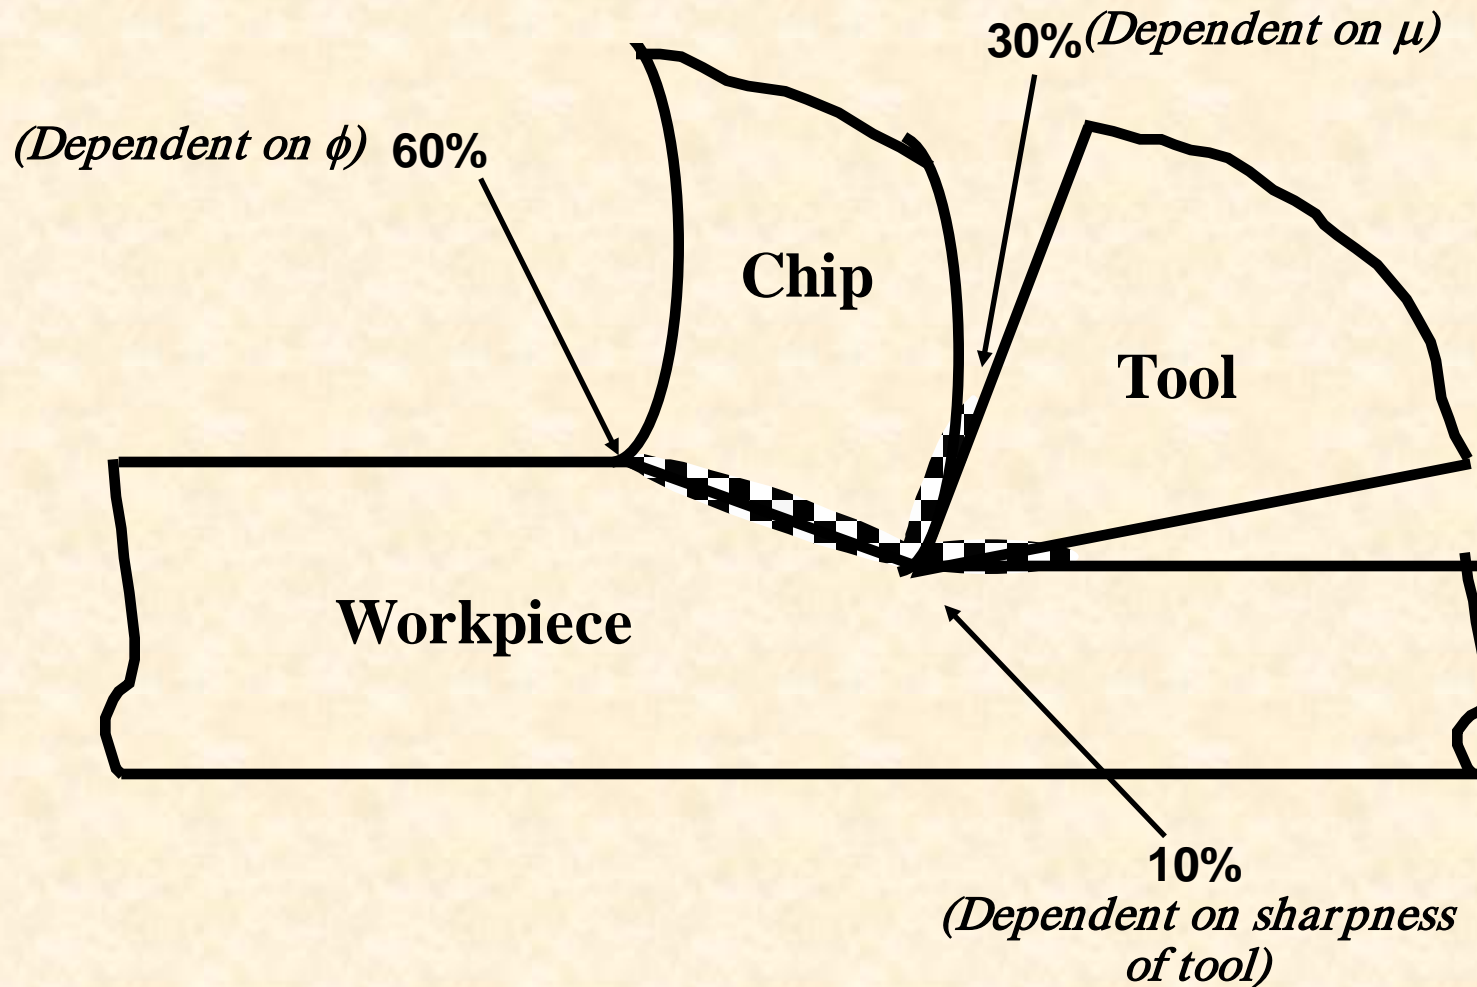 30% (Dependent on μ)
(Dependent on ϕ) 60%
Chip
Tool
Workpiece
10%
(Dependent on sharpness
of tool)